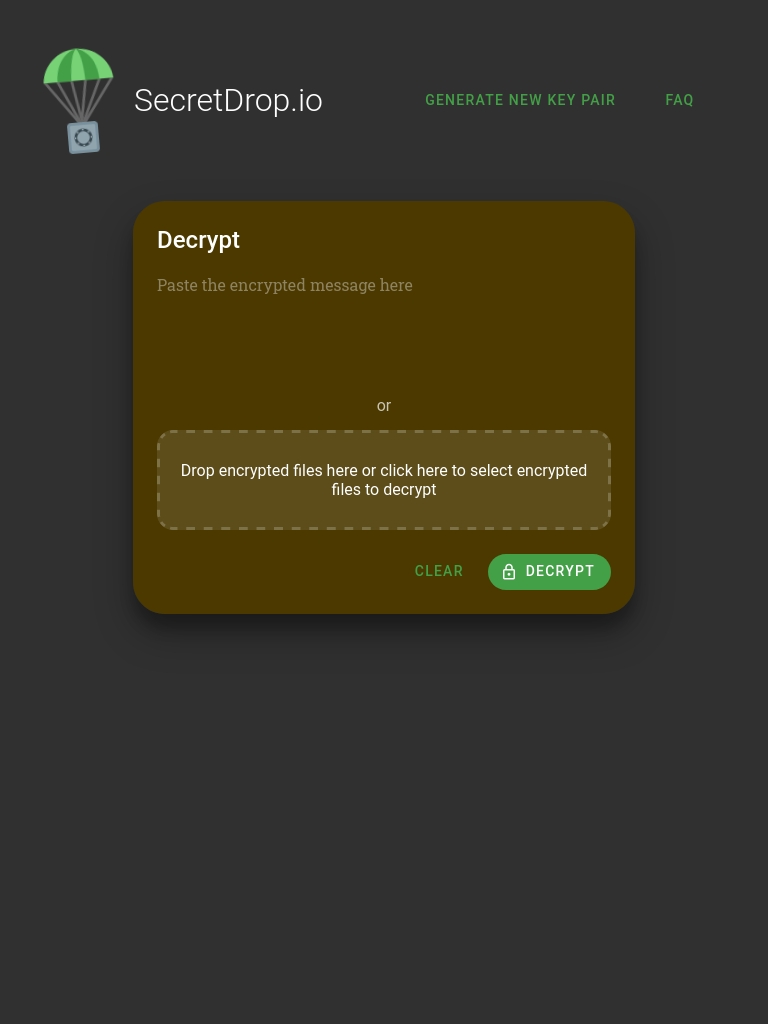 SecretDrop.io
GENERATE NEW KEY PAIR
FAQ
Decrypt
Paste the encrypted message here
or
Drop encrypted files here or click here to select encrypted
files to decrypt
CLEAR
DECRYPT